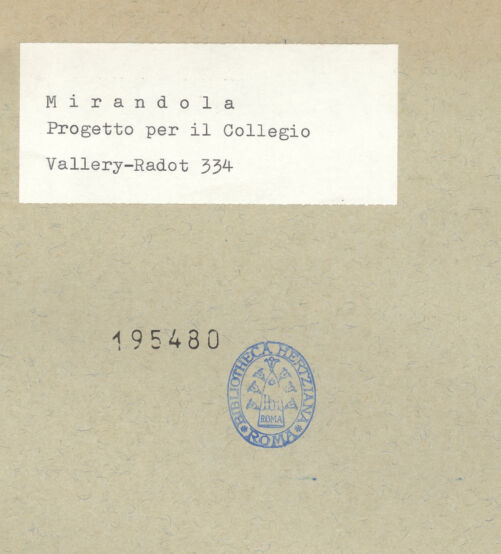 M i r a n d o l a
Progetto per il Collegio
Vallery-Radot 334
195480
BIBLIOTHECA HERTZIANA
ROMA
* ROMA *